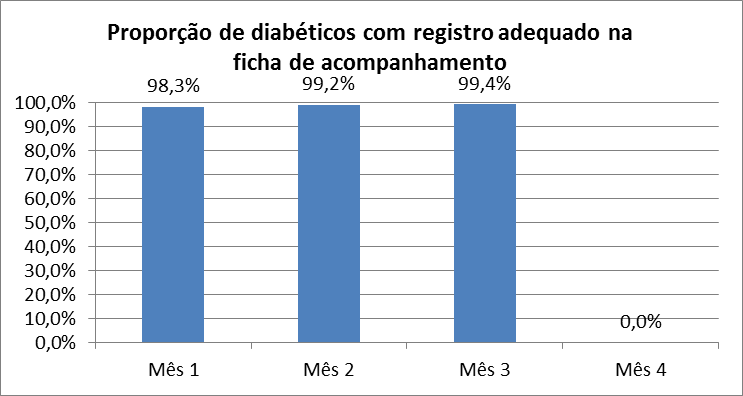 Proporção de diabéticos com registro adequado na
ficha de acompanhamento
98,3%
99,2%
99,4%
0,0%
100,0%
90,0%
80,0%
70,0%
60,0%
50,0%
40,0%
30,0%
20,0%
10,0%
0,0%
Mês 1
Mês 2
Mês 3
Mês 4